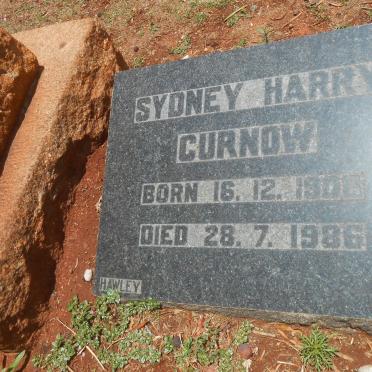 SYDNEY HARRY
CURNOW
BORN 16. 12. 1906
DIED 28. 7. 1986
HAWLEY